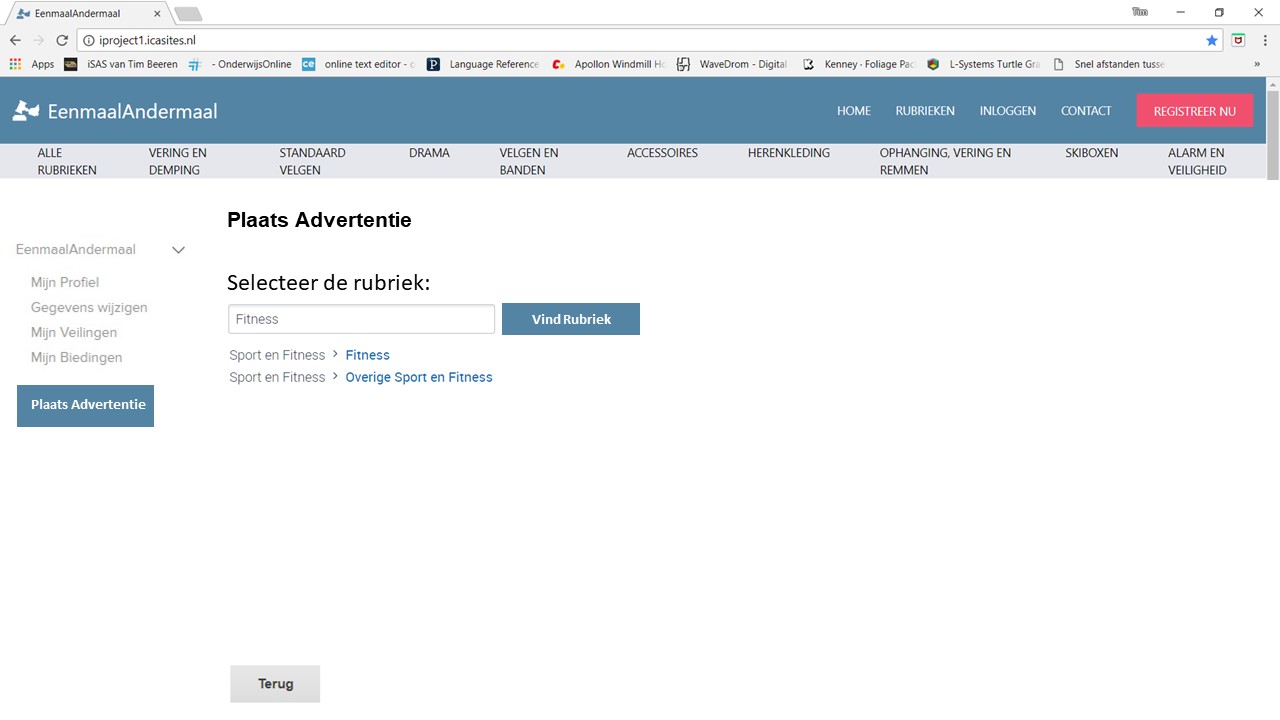 EenmaalAndermaal
Tim
iproject1.icasites.nl
Apps iSAS van Tim Beeren - OnderwijsOnline online text editor - Language Reference Apollon Windmill WaveDrom - Digital Kenney · Foliage L-Systems Turtle Snel afstanden »
EenmaalAndermaal HOME RUBRIEKEN INLOGGEN CONTACT REGISTREER NU
ALLE VERING EN STANDAARD DRAMA VELGEN EN ACCESSOIRES HERENKLEDING OPHANGING, VERING EN SKIBOXEN ALARM EN
RUBRIEKEN DEMPING VELGEN BANDEN REMMEN VEILIGHEID
EenmaalAndermaal
Mijn Profiel
Gegevens wijzigen
Mijn Veilingen
Mijn Biedingen
Plaats Advertentie
Plaats Advertentie
Selecteer de rubriek:
Fitness Vind Rubriek
Sport en Fitness > Fitness
Sport en Fitness > Overige Sport en Fitness
Terug